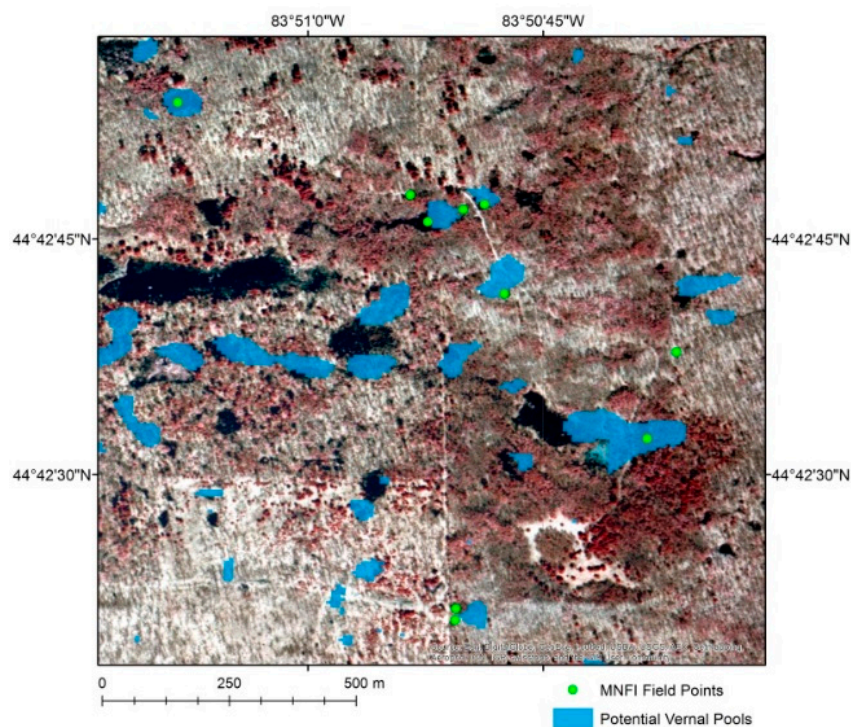 83°51'0"W 83°50'45"W
44°42'45"N 44°42'45"N
44°42'30"N 44°42'30"N
0 250 500 m
MNFI Field Points
Potential Vernal Pools